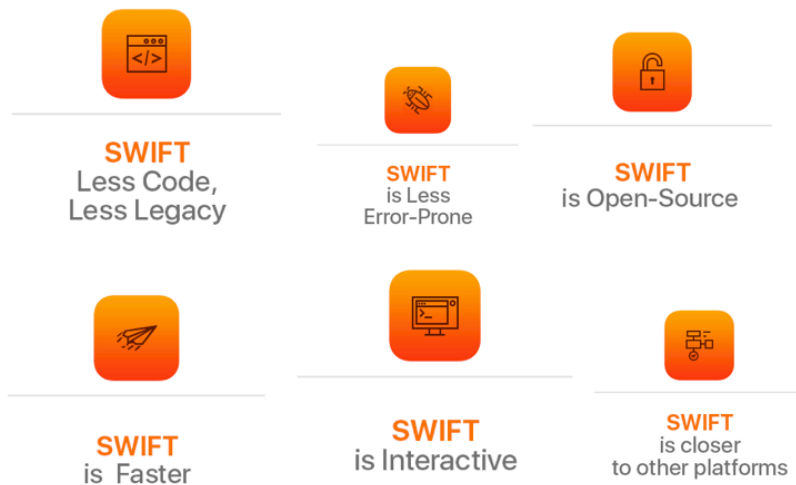 SWIFT
Less Code,
Less Legacy
SWIFT
is Less
Error-Prone
SWIFT
is Open-Source
SWIFT
is Faster
SWIFT
is Interactive
SWIFT
is closer
to other platforms